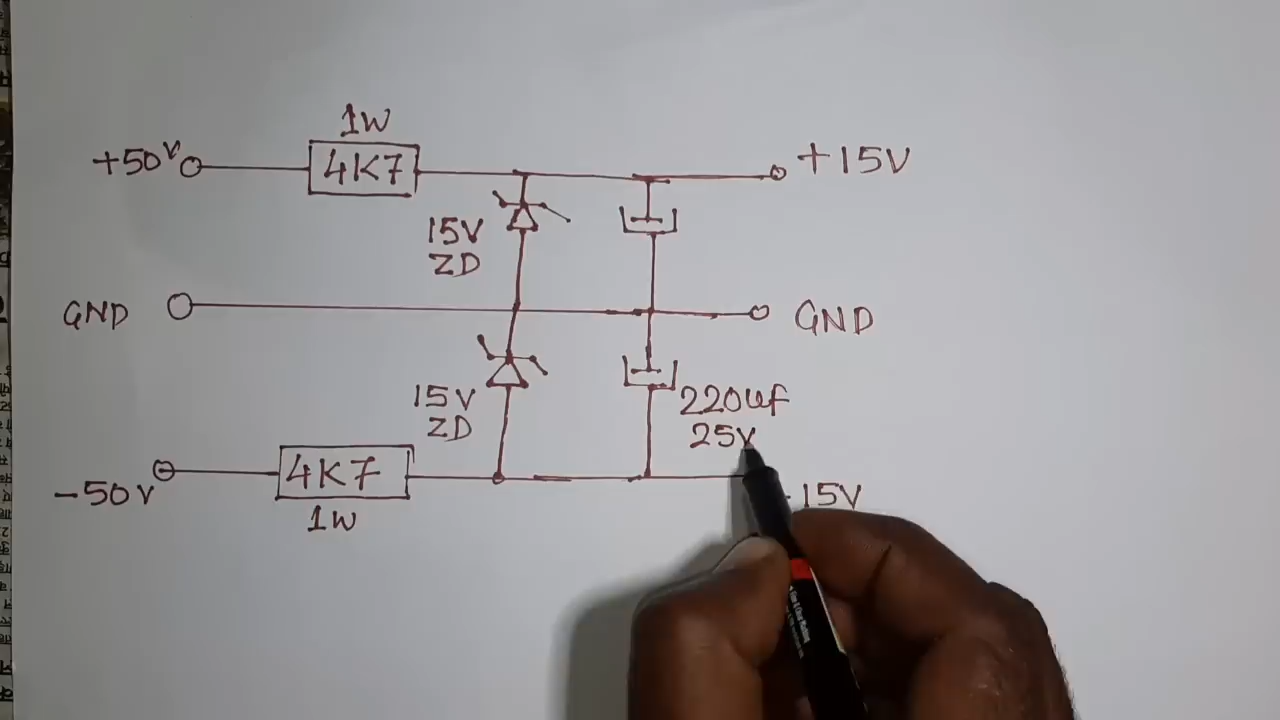 1W
+50V
4K7
+15V
15V
ZD
GND
GND
15V
ZD
220uf
25V
4K7
-50V
-15V
1W